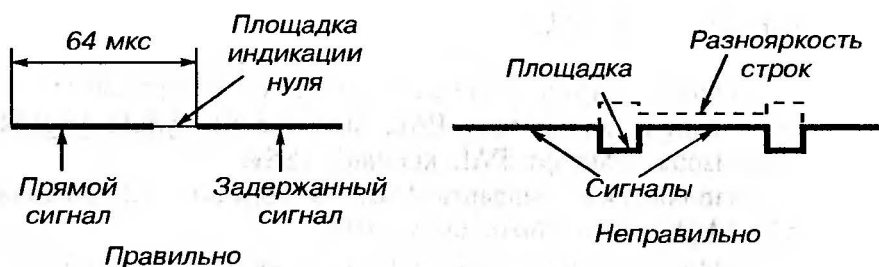 64 мкс
Площадка
индикации
нуля
Прямой
сигнал
Задержанный
сигнал
Правильно
Площадка
Разнояркость
строк
Сигналы
Неправильно